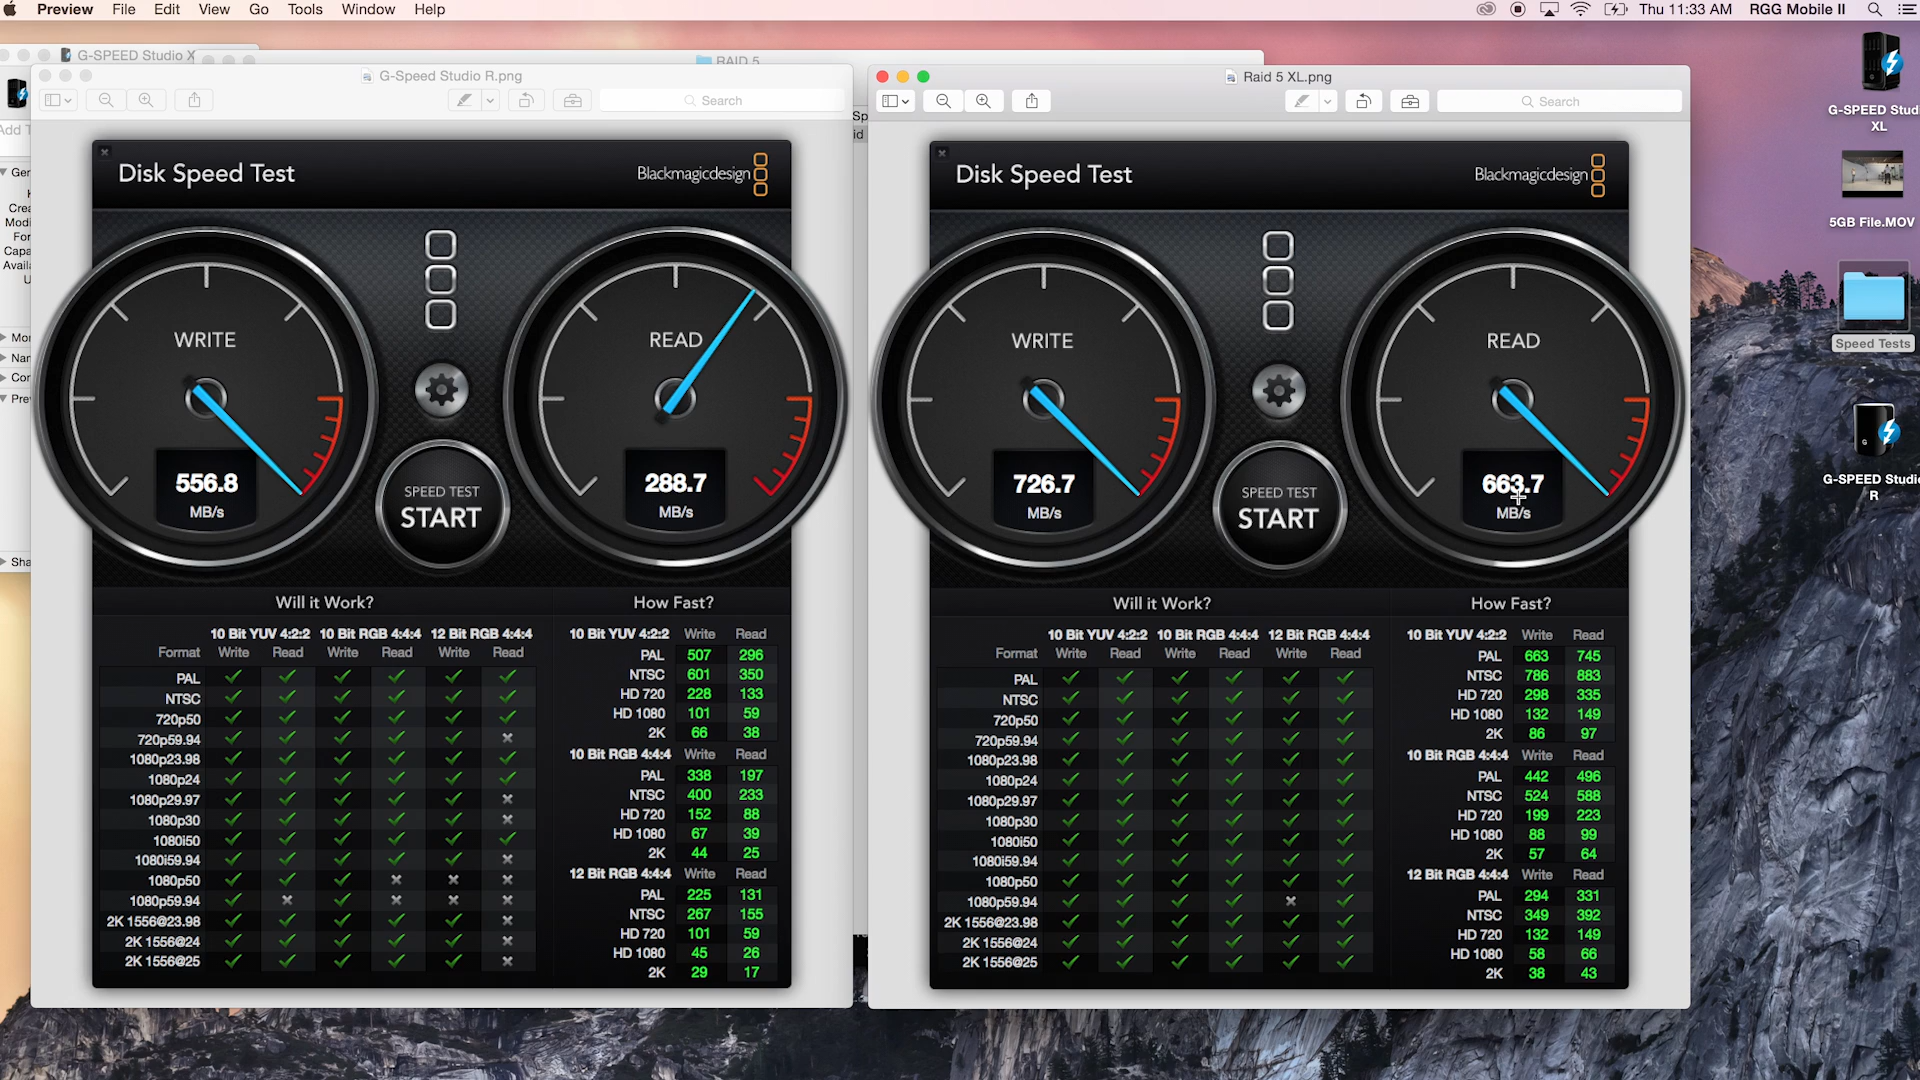 Preview File Edit View Go Tools Window Help Thu 11:33 AM RGG Mobile II
G-SPEED Studio X
RAID 5
G-Speed Studio R.png
Search
Add T
Ger
Crea
Modi
For
Capa
Avail
U
Mor
Nan
Cor
Pre
Sha
Disk Speed Test
Blackmagicdesign
WRITE
READ
556.8
MB/s
288.7
MB/s
SPEED TEST
START
Will it Work?
10 Bit YUV 4:2:2 10 Bit RGB 4:4:4 12 Bit RGB 4:4:4
Format Write Read Write Read Write Read
PAL
NTSC
720p50
720p59.94
1080p23.98
1080p24
1080p29.97
1080p30
1080i50
1080i59.94
1080p50
1080p59.94
2K 1556@23.98
2K 1556@24
2K 1556@25
How Fast?
10 Bit YUV 4:2:2 Write Read
PAL 507 296
NTSC 601 350
HD 720 228 133
HD 1080 101 59
2K 66 38
10 Bit RGB 4:4:4 Write Read
PAL 338 197
NTSC 400 233
HD 720 152 88
HD 1080 67 39
2K 44 25
12 Bit RGB 4:4:4 Write Read
PAL 225 131
NTSC 267 155
HD 720 101 59
HD 1080 45 26
2K 29 17
Sp
id
Raid 5 XL.png
Search
Disk Speed Test
Blackmagicdesign
WRITE
READ
726.7
MB/s
663.7
MB/s
SPEED TEST
START
Will it Work?
10 Bit YUV 4:2:2 10 Bit RGB 4:4:4 12 Bit RGB 4:4:4
Format Write Read Write Read Write Read
PAL
NTSC
720p50
720p59.94
1080p23.98
1080p24
1080p29.97
1080p30
1080i50
1080i59.94
1080p50
1080p59.94
2K 1556@23.98
2K 1556@24
2K 1556@25
How Fast?
10 Bit YUV 4:2:2 Write Read
PAL 663 745
NTSC 786 883
HD 720 298 335
HD 1080 132 149
2K 86 97
10 Bit RGB 4:4:4 Write Read
PAL 442 496
NTSC 524 588
HD 720 199 223
HD 1080 88 99
2K 57 64
12 Bit RGB 4:4:4 Write Read
PAL 294 331
NTSC 349 392
HD 720 132 149
HD 1080 58 66
2K 38 43
G-SPEED Studi
XL
5GB File.MOV
Speed Tests
G-SPEED Studio
R